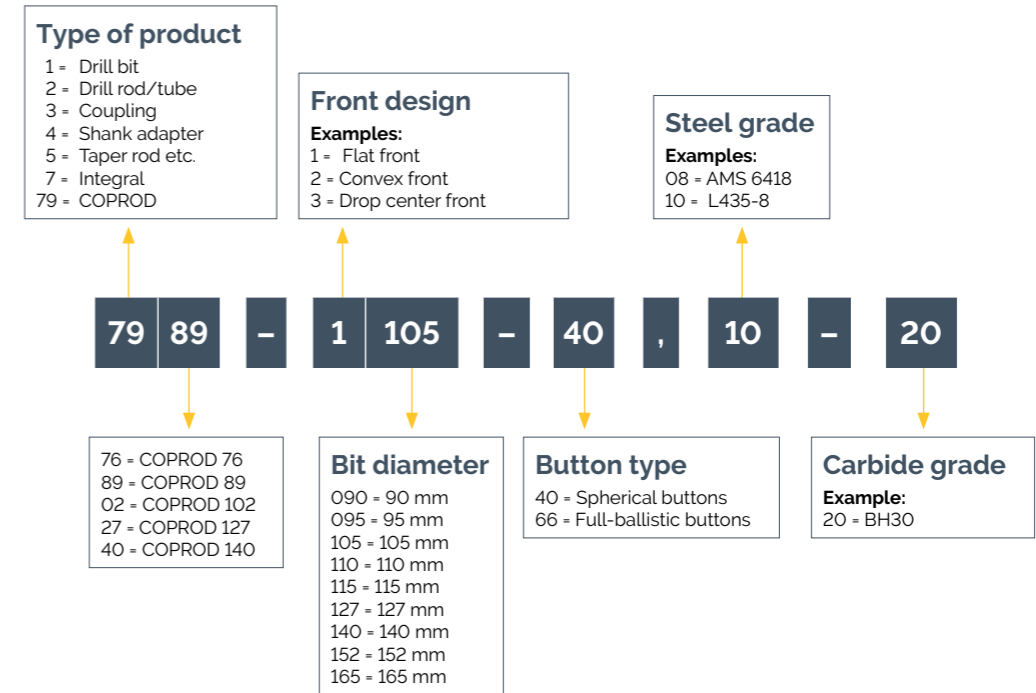 Type of product
1 = Drill bit
2 = Drill rod/tube
3 = Coupling
4 = Shank adapter
5 = Taper rod etc.
7 = Integral
79 = COPROD
Front design
Examples:
1 = Flat front
2 = Convex front
3 = Drop center front
Steel grade
Examples:
08 = AMS 6418
10 = L435-8
79 89 – 1 105 – 40 , 10 – 20
76 = COPROD 76
89 = COPROD 89
02 = COPROD 102
27 = COPROD 127
40 = COPROD 140
Bit diameter
090 = 90 mm
095 = 95 mm
105 = 105 mm
110 = 110 mm
115 = 115 mm
127 = 127 mm
140 = 140 mm
152 = 152 mm
165 = 165 mm
Button type
40 = Spherical buttons
66 = Full-ballistic buttons
Carbide grade
Example:
20 = BH30